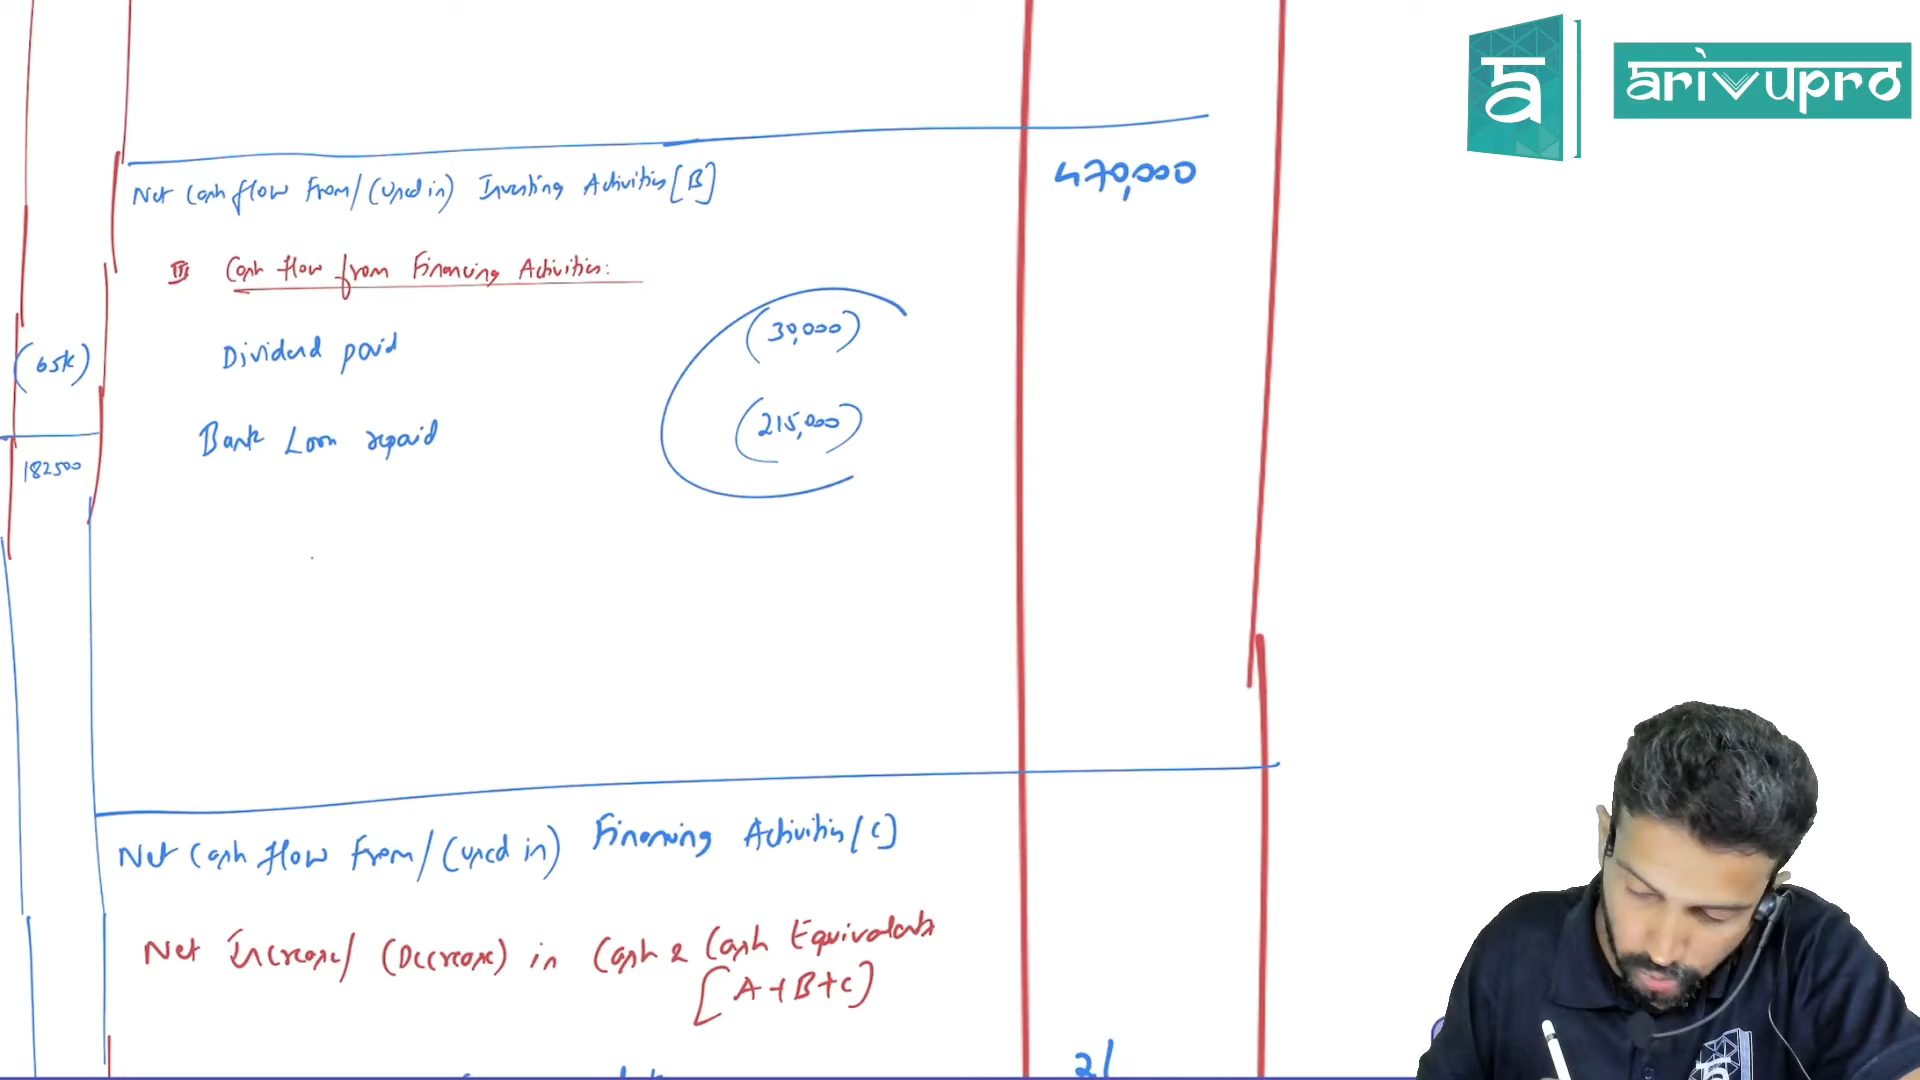 arivupro
Net Cash flow From/(Used in) Investing Activities [B]
470,000
III Cash flow from Financing Activities:
Dividend paid (30,000)
(65k)
Bank Loan repaid (215,000)
182500
Net Cash flow From/(Used in) Financing Activities [C]
Net Increase/(Decrease) in Cash & Cash Equivalents
[A+B+C]